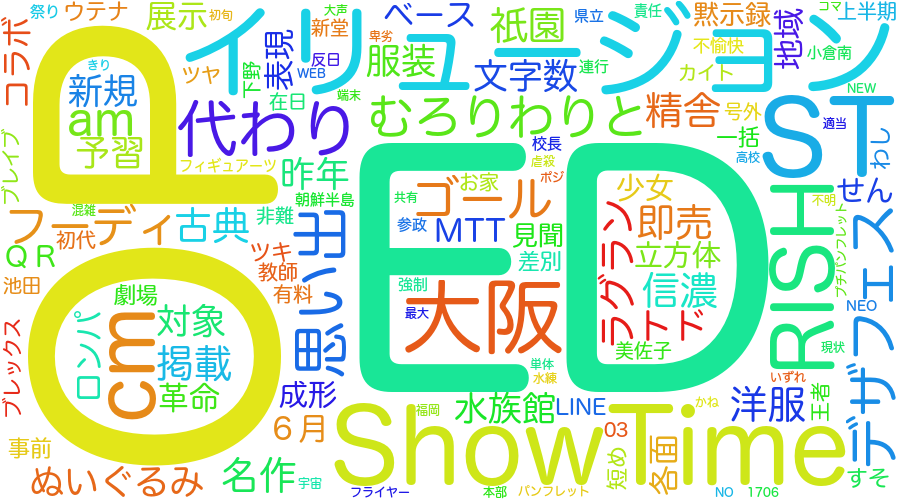 祭り
ウテナ
初旬
展示
大声
新堂
卑劣
ベース
祇園
イリュージョン
黙示録
責任
県立
コマ
上半期
コラボ
きり
新規
am
予習
ツヤ
下野
表現
反日
WEB
在日
端末
服装
文字数
連行
不愉快
カイト
地域
小倉南
NEW
号外
適当
わし
代わり
むろりわりと
精舎
一括
高校
ST
ブレイブ
フィギュアーツ
昨年
朝鮮半島
共有
校長
虐殺
ポジ
お家
ゴール
少女
即売
せん
不明
RISH
混雑
フーディ
古典
非難
思い出
参政
MTT
見聞
差別
立方体
ラグラン
プチパンフレット
デザフェス
QR
初代
ツキ
教師
池田
有料
劇場
強制
最大
ED
大阪
信濃
トド
NEO
現状
PO
ロンパ
cm
対象
掲載
革命
ブレックス
成形
単体
水練
美佐子
いずれ
王者
福岡
水族館
LINE
洋服
かね
6月
ShowTime
03
短め
各面
事前
ぬいぐるみ
名作
宇宙
フライヤー
本部
パンフレット
NO
1706
すそ